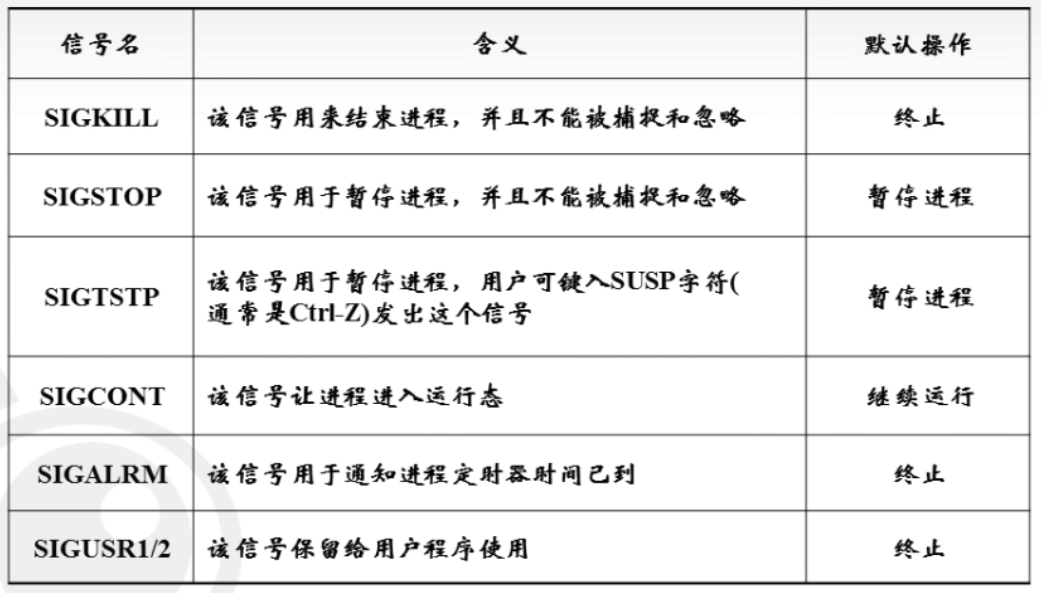 信号名 含义 默认操作
SIGKILL 该信号用来结束进程，并且不能被捕捉和忽略 终止
SIGSTOP 该信号用于暂停进程，并且不能被捕捉和忽略 暂停进程
SIGTSTP 该信号用于暂停进程，用户可键入SUSP字符( 暂停进程
通常是Ctrl-Z)发出这个信号
SIGCONT 该信号让进程进入运行态 继续运行
SIGALRM 该信号用于通知进程定时器时间已到 终止
SIGUSR1/2 该信号保留给用户程序使用 终止